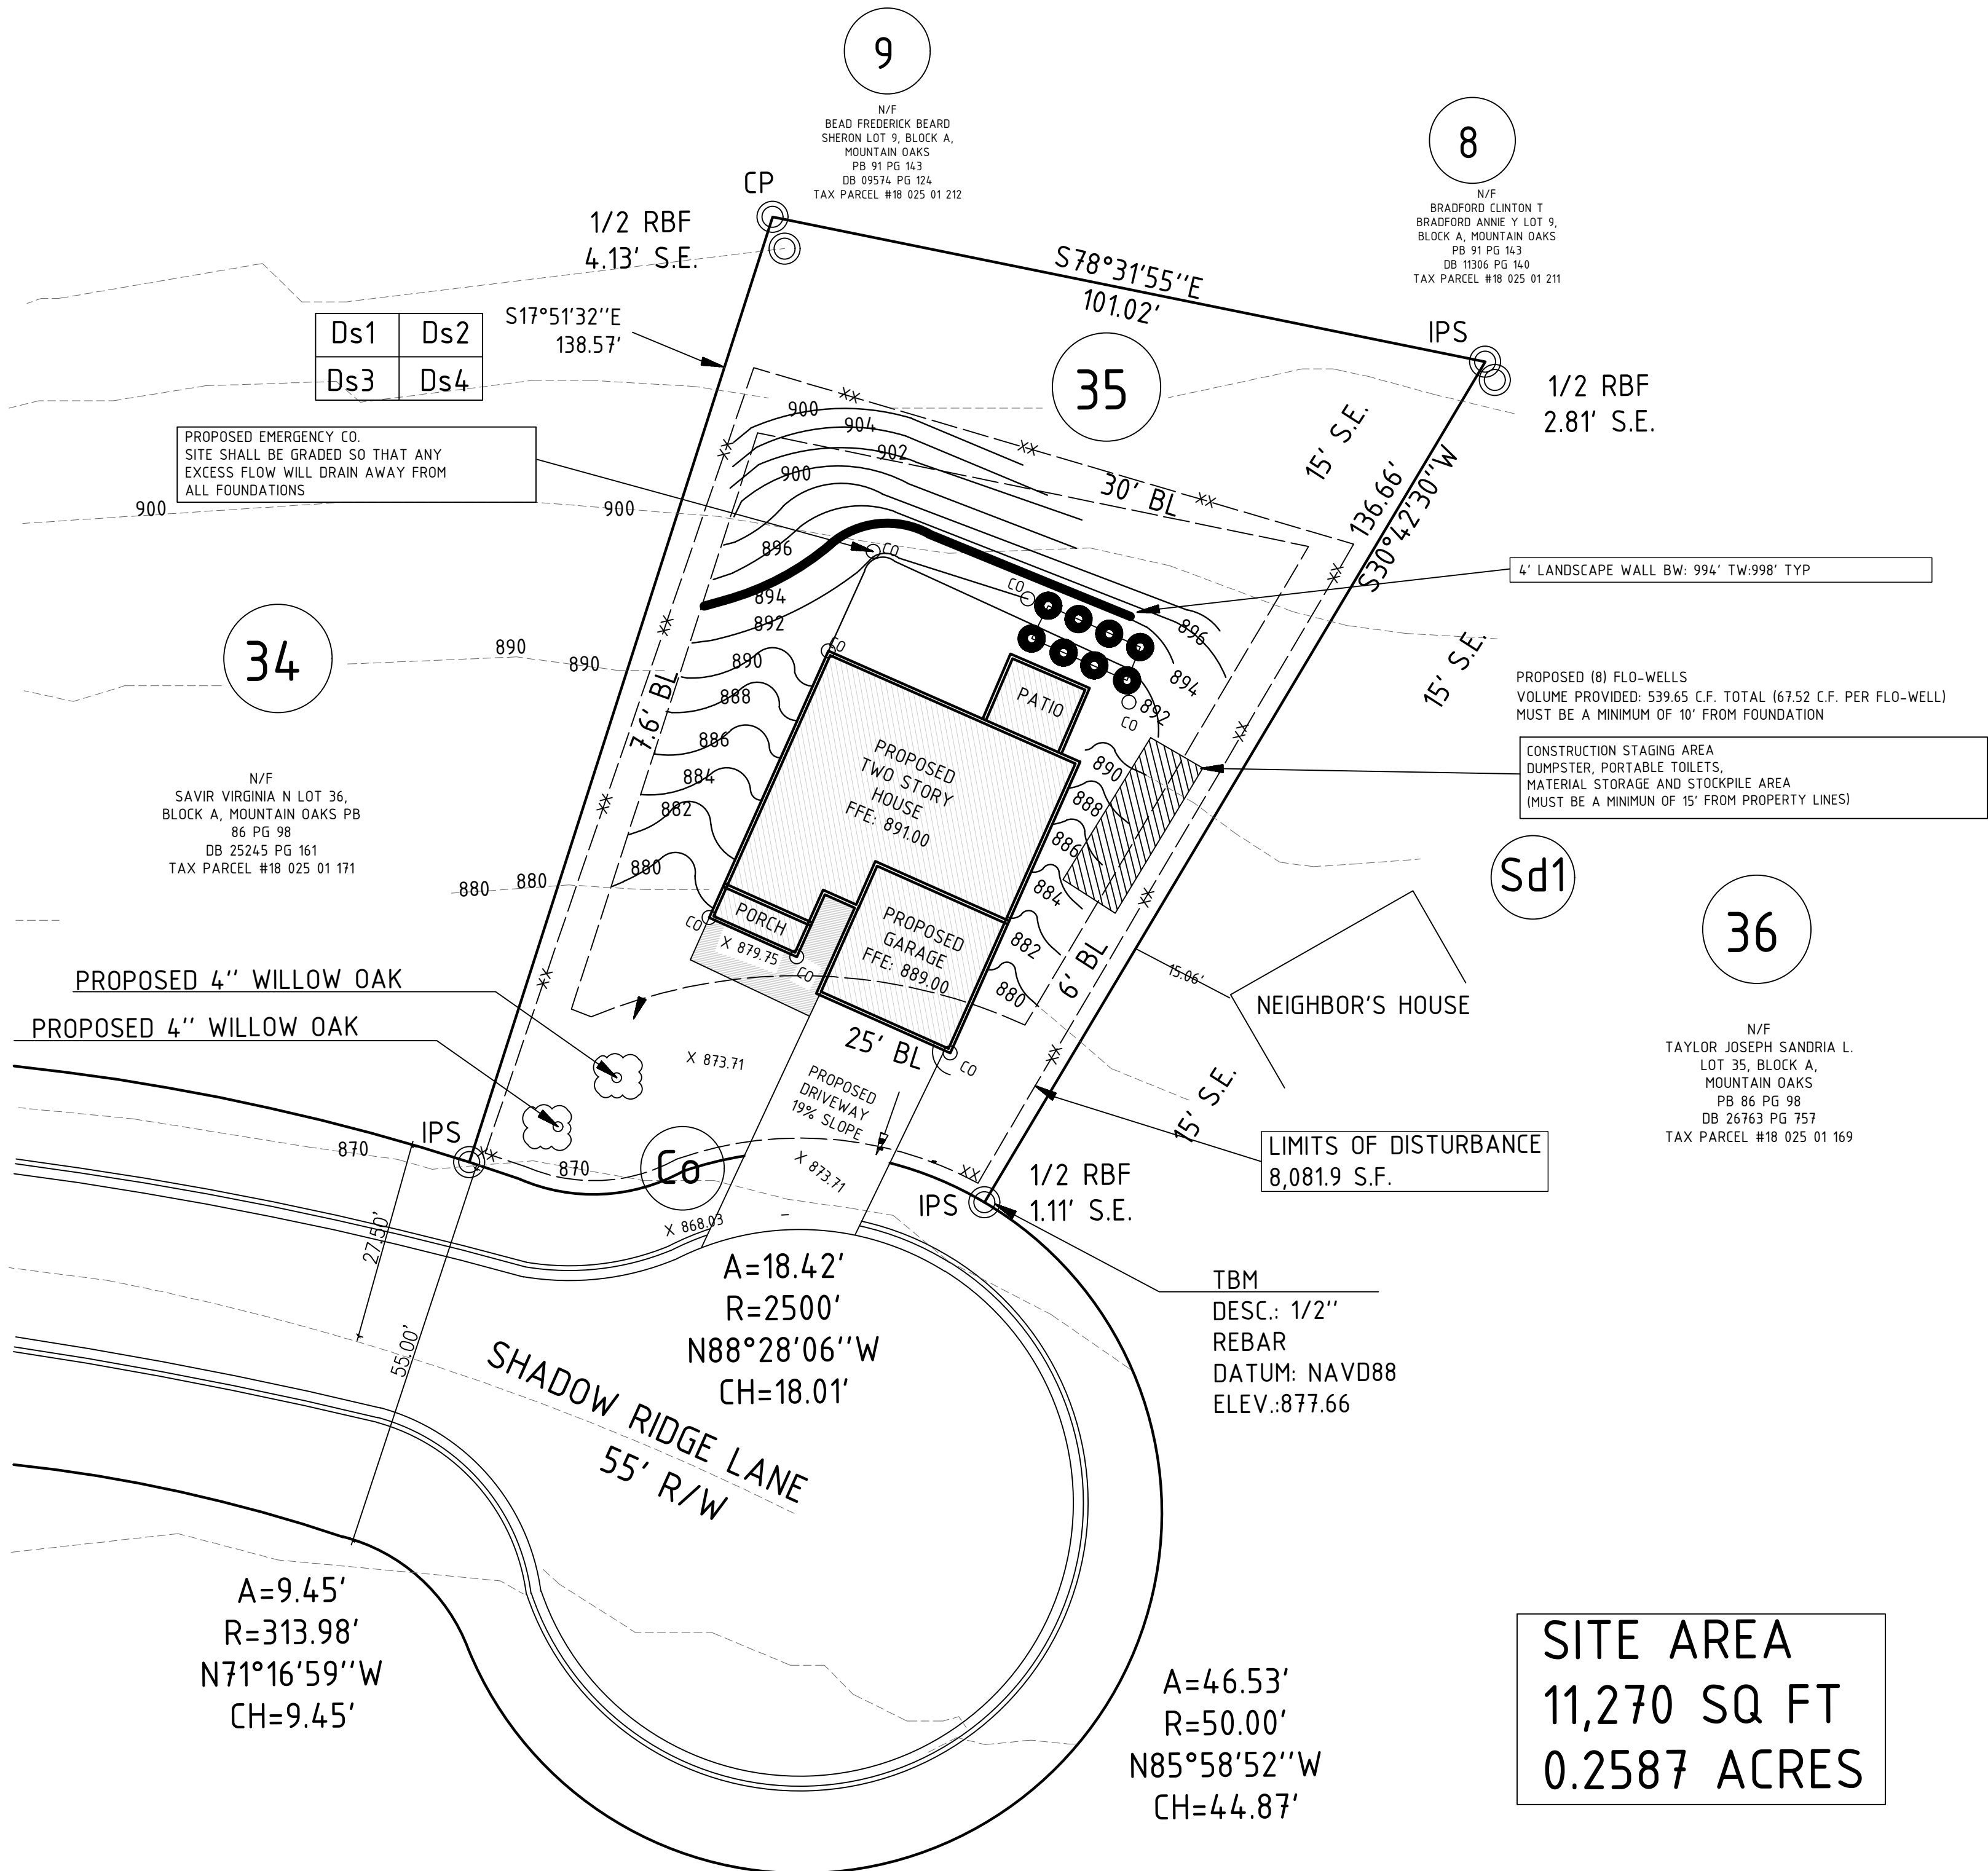 9
N/F
BEAD FREDERICK BEARD
SHERON LOT 9, BLOCK A,
MOUNTAIN OAKS
PB 91 PG 143
DB 09574 PG 124
TAX PARCEL #18 025 01 212
8
N/F
BRADFORD CLINTON T
BRADFORD ANNIE Y LOT 9,
BLOCK A, MOUNTAIN OAKS
PB 91 PG 143
DB 11306 PG 140
TAX PARCEL #18 025 01 211
CP
1/2 RBF
4.13' S.E.
S78°31'55''E
101.02'
IPS
1/2 RBF
2.81' S.E.
Ds1 Ds2
Ds3 Ds4
S17°51'32''E
138.57'
35
15' S.E.
136.66'
S30°42'30''W
PROPOSED EMERGENCY CO.
SITE SHALL BE GRADED SO THAT ANY
EXCESS FLOW WILL DRAIN AWAY FROM
ALL FOUNDATIONS
900
904
902
900
30' BL
900
900
896
CO
CO
4' LANDSCAPE WALL BW: 994' TW:998' TYP
894
892
896
34
890
890
890
CO
894
892
CO
888
886
884
882
880
880
880
7.6' BL
15' S.E.
PROPOSED (8) FLO-WELLS
VOLUME PROVIDED: 539.65 C.F. TOTAL (67.52 C.F. PER FLO-WELL)
MUST BE A MINIMUM OF 10' FROM FOUNDATION
CONSTRUCTION STAGING AREA
DUMPSTER, PORTABLE TOILETS,
MATERIAL STORAGE AND STOCKPILE AREA
(MUST BE A MINIMUN OF 15' FROM PROPERTY LINES)
PATIO
PROPOSED
TWO STORY
HOUSE
FFE: 891.00
890
888
886
884
882
880
N/F
SAVIR VIRGINIA N LOT 36,
BLOCK A, MOUNTAIN OAKS PB
86 PG 98
DB 25245 PG 161
TAX PARCEL #18 025 01 171
Sd1
36
PORCH
CO
X 879.75
CO
PROPOSED
GARAGE
FFE: 889.00
6' BL
15.06'
NEIGHBOR'S HOUSE
N/F
TAYLOR JOSEPH SANDRIA L.
LOT 35, BLOCK A,
MOUNTAIN OAKS
PB 86 PG 98
DB 26763 PG 757
TAX PARCEL #18 025 01 169
PROPOSED 4'' WILLOW OAK
PROPOSED 4'' WILLOW OAK
25' BL
CO
X 873.71
PROPOSED
DRIVEWAY
19% SLOPE
15' S.E.
IPS
870
870
Co
X 873.71
X 868.03
LIMITS OF DISTURBANCE
8,081.9 S.F.
1/2 RBF
1.11' S.E.
IPS
27.50'
55.00'
A=18.42'
R=2500'
N88°28'06''W
CH=18.01'
TBM
DESC.: 1/2''
REBAR
DATUM: NAVD88
ELEV.:877.66
SHADOW RIDGE LANE
55' R/W
A=9.45'
R=313.98'
N71°16'59''W
CH=9.45'
A=46.53'
R=50.00'
N85°58'52''W
CH=44.87'
SITE AREA
11,270 SQ FT
0.2587 ACRES